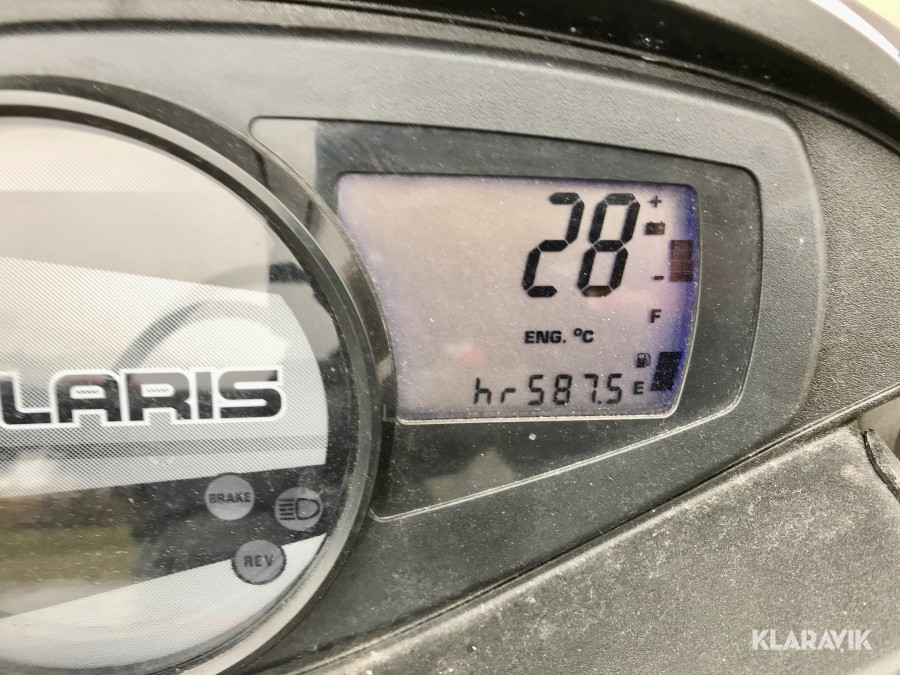 28
+
-
F
ENG. °C
hr 587.5 E
LARIS
BRAKE
REV
KLARAVIK